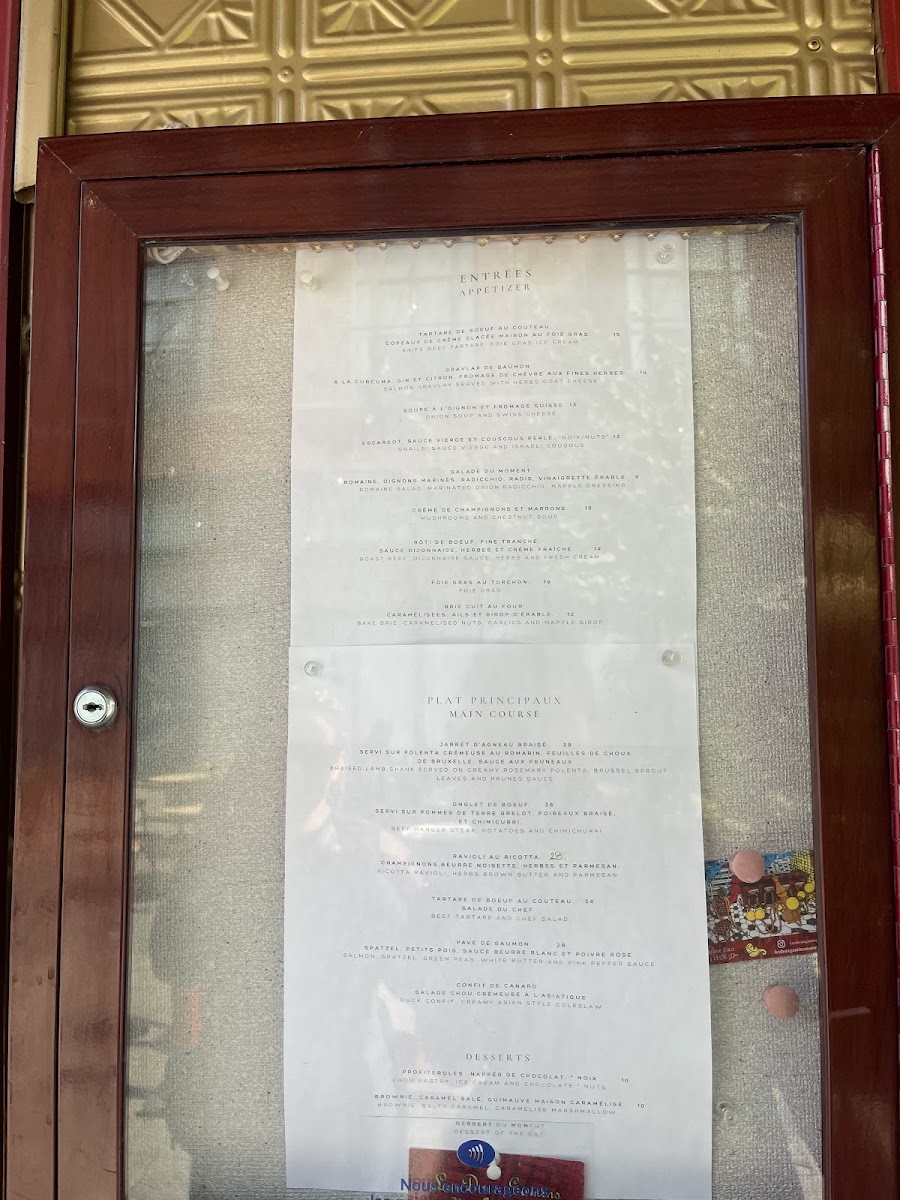 ENTRÉES
APPETIZER
TARTARE DE BOEUF AU COUTEAU
COPEAUX DE CRÈME GLACÉE MAISON AU FOIE GRAS
KNIFE BEEF TARTARE, FOIE GRAS ICE CREAM
GRAVLAX DE SAUMON
À LA CURCUMA, GIN ET CITRON, FROMAGE DE CHÈVRE AUX FINES HERBES 14
SALMON GRAVLAX SERVED WITH HERBS GOAT CHEESE
SOUPE À L'OIGNON ET FROMAGE SUISSE 13
ONION SOUP AND SWISS CHEESE
ESCARGOT, SAUCE VIERGE ET COUSCOUS PERLÉ, *NOIX/NUTS* 13
SNAILS, SAUCE VIERGE AND ISRAELI COUSOUS
SALADE DU MOMENT
ROMAINE, OIGNONS MARINÉS, RADICCHIO, RADIS, VINAIGRETTE ÉRABLE 9
ROMAINE SALAD, MARINATED ONION RADICCHIO, MAPPLE DRESSING
CRÈME DE CHAMPIGNONS ET MARRONS 10
MUSHROOMS AND CHESTNUT SOUP
RÔTI DE BOEUF, FINE TRANCHE,
SAUCE DIJONNAISE, HERBES ET CRÈME FRAÎCHE
ROAST BEEF, DIJONNAISE SAUCE, HERBS AND FRESH CREAM
FOIE GRAS AU TORCHON 19
FOIE GRAS
BRIE CUIT AU FOUR
CARAMÉLISÉES, AILS ET SIROP D'ÉRABLE 12
BAKE BRIE, CARAMELISED NUTS, GARLICS AND MAPPLE SIROP
PLAT PRINCIPAUX
MAIN COURSE
JARRET D'AGNEAU BRAISÉ
SERVI SUR POLENTA CRÉMEUSE AU ROMARIN, FEUILLES DE CHOUX
DE BRUXELLE, SAUCE AUX PRUNEAUX
BRAISED LAMB SHANK SERVED ON CREAMY ROSEMARY POLENTA, BRUSSEL SPROUT
LEAVES AND PRUNES SAUCE
ONGLET DE BOEUF
SERVI SUR POMMES DE TERRE GRELOT, POIREAUX BRAISÉ,
ET CHIMICURRI
BEEF HANGER STEAK, POTATOES AND CHIMICHURRI
RAVIOLI AU RICOTTA 28
CHAMPIGNONS, BEURRE NOISETTE, HERBES ET PARMESAN
RICOTTA RAVIOLI, HERBS BROWN BUTTER AND PARMESAN
TARTARE DE BOEUF AU COUTEAU 34
SALADE DU CHEF
BEEF TARTARE AND CHEF SALAD
PAVÉ DE SAUMON 28
SPATZEL, PETITS POIS, SAUCE BEURRE BLANC ET POIVRE ROSE
SALMON, SPATZEL, GREEN PEAS, WHITE BUTTER AND PINK PEPPER SAUCE
CONFIT DE CANARD
SALADE CHOU CRÉMEUSE À L'ASIATIQUE
DUCK CONFIT, CREAMY ASIAN STYLE COLESLAW
DESSERTS
PROFITEROLES, NAPPÉS DE CHOCOLAT, * NOIX 10
CHOU PASTRY, ICE CREAM AND CHOCOLATE * NUTS
BROWNIE, CARAMEL SALÉ, GUIMAUVE MAISON CARAMÉLISÉ 10
BROWNIE, SALTY CARAMEL, CARAMELISE MARSHMALLOW
DESSERT DU MOMENT
DESSERT OF THE DAY
Nous encourageons